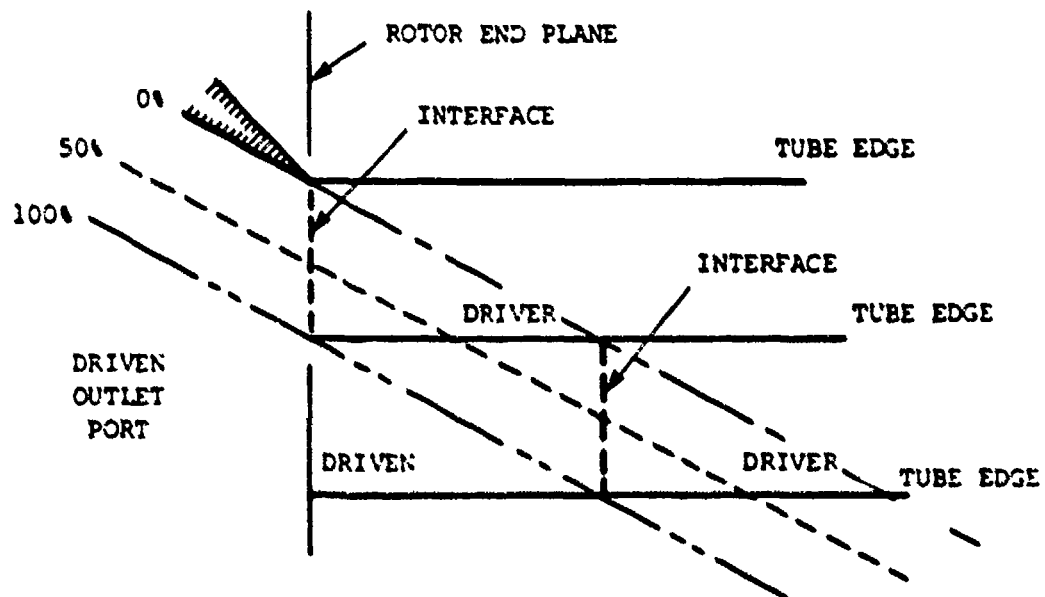 ROTOR END PLANE
0%
INTERFACE
50%
TUBE EDGE
100%
INTERFACE
DRIVER
TUBE EDGE
DRIVEN
OUTLET
PORT
DRIVEN
DRIVER
TUBE EDGE